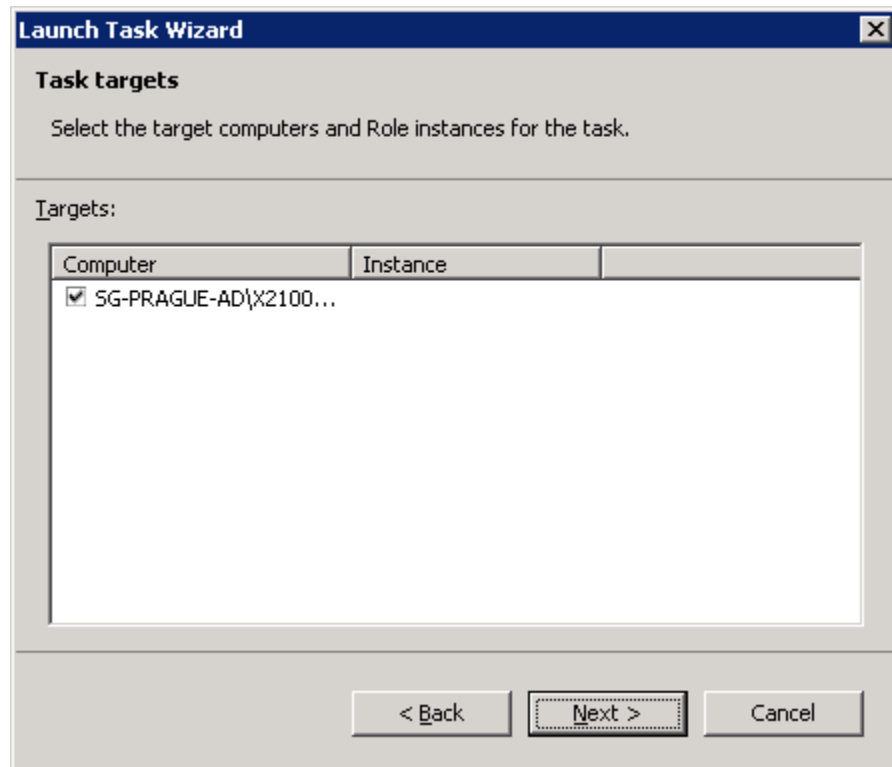 Launch Task Wizard
Task targets
Select the target computers and Role instances for the task.
Targets:
Computer Instance
SG-PRAGUE-AD\X2100...
< Back Next > Cancel